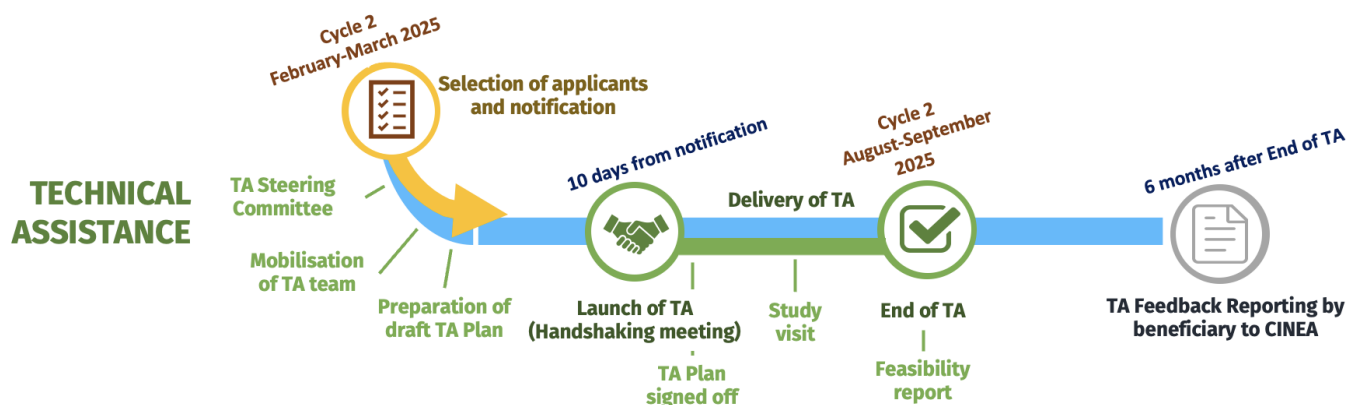 Cycle 2
February-March 2025
Selection of applicants
and notification
TECHNICAL
ASSISTANCE
TA Steering
Committee
Mobilisation
of TA team
Preparation of
draft TA Plan
10 days from notification
Launch of TA
(Handshaking meeting)
TA Plan
signed off
Delivery of TA
Study
visit
Cycle 2
August-September
2025
End of TA
Feasibility
report
6 months after End of TA
TA Feedback Reporting by
beneficiary to CINEA